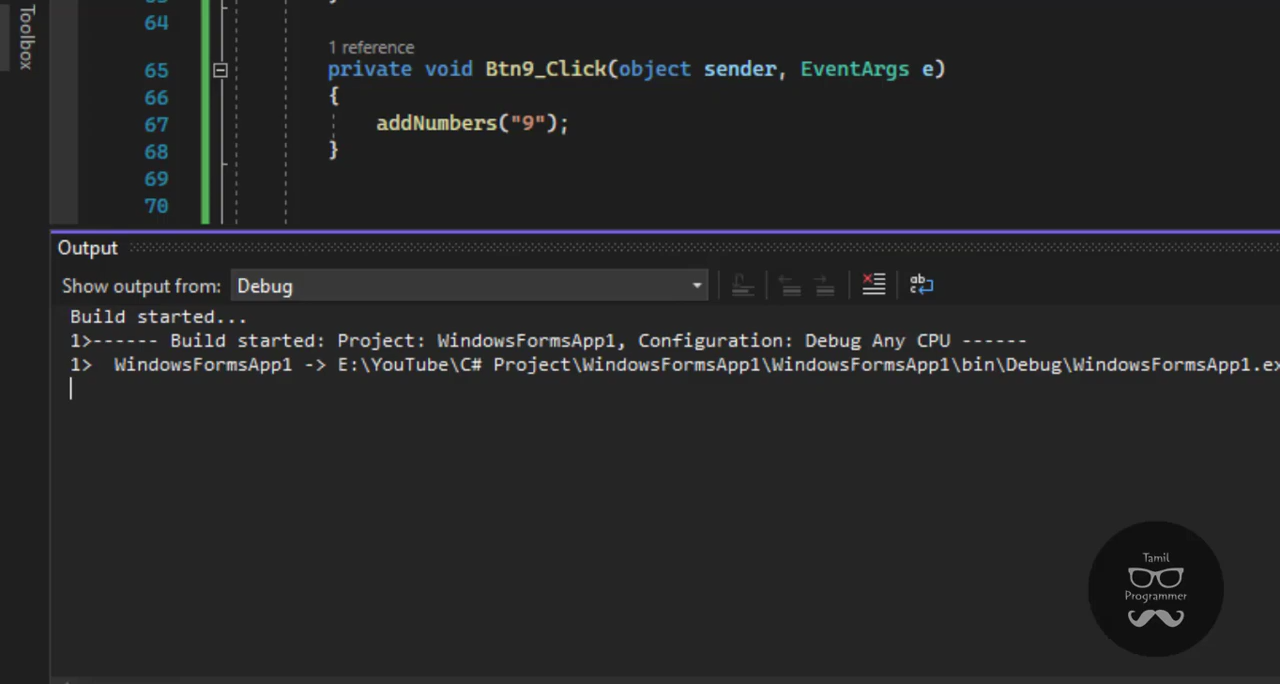 Toolbox
64
1 reference
65 private void Btn9_Click(object sender, EventArgs e)
66 {
67 addNumbers("9");
68 }
69
70
Output
Show output from: Debug
Build started...
1>------ Build started: Project: WindowsFormsApp1, Configuration: Debug Any CPU ------
1> WindowsFormsApp1 -> E:\YouTube\C# Project\WindowsFormsApp1\WindowsFormsApp1\bin\Debug\WindowsFormsApp1.ex
Tamil
Programmer